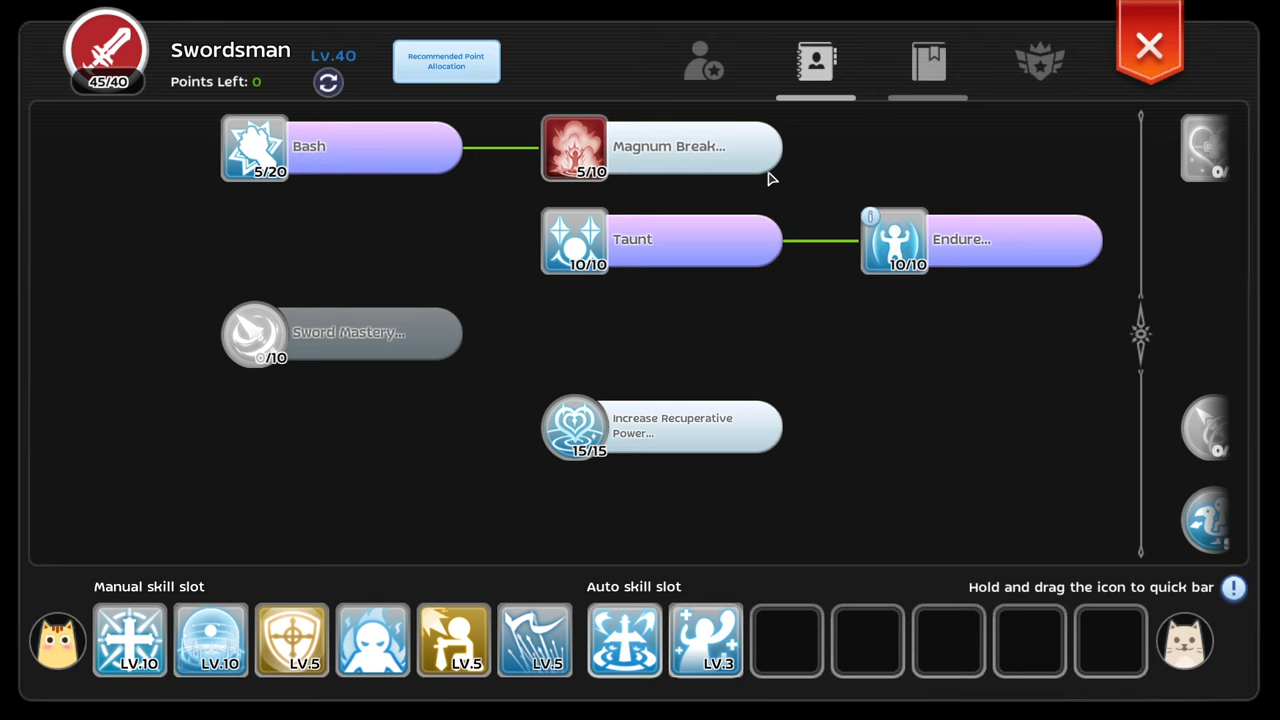 Swordsman
Lv.40
Points Left: 0
45/40
Recommended Point
Allocation
Bash
5/20
Magnum Break...
5/10
Taunt
10/10
i
Endure...
10/10
Sword Mastery...
0/10
Increase Recuperative
Power...
15/15
0/
0/
Manual skill slot
Auto skill slot
Hold and drag the icon to quick bar
!
LV.10
LV.10
LV.5
LV.5
LV.5
LV.3